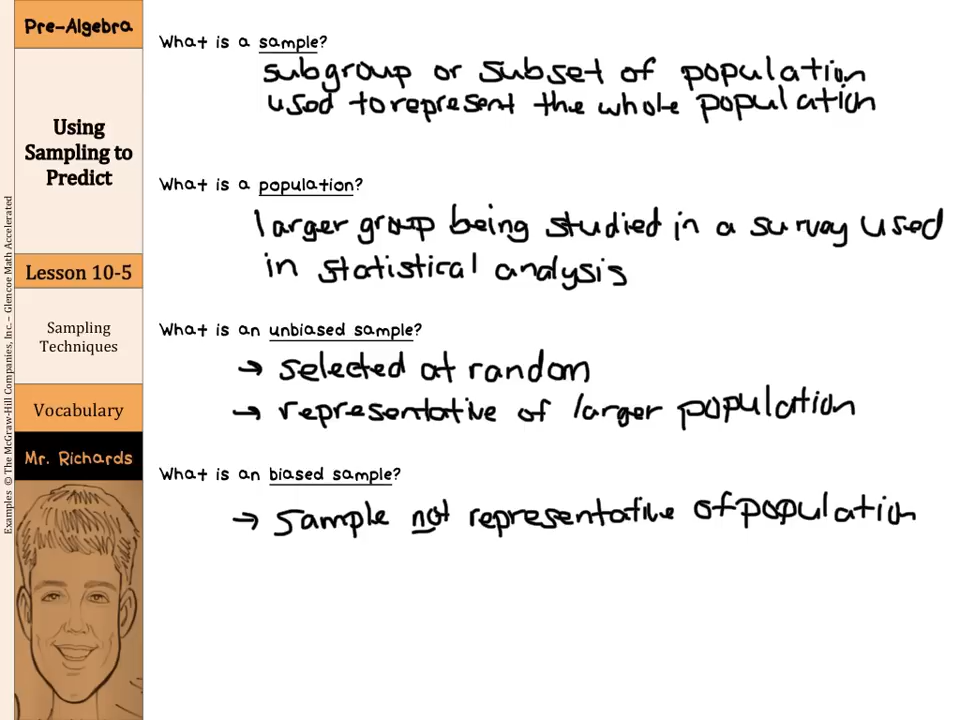 Pre-Algebra
Using
Sampling to
Predict
Lesson 10-5
Sampling
Techniques
Vocabulary
Mr. Richards
Examples © The McGraw-Hill Companies, Inc. – Glencoe Math Accelerated
What is a sample?
subgroup or subset of population
used to represent the whole population
What is a population?
larger group being studied in a survey used
in statistical analysis
What is an unbiased sample?
→ selected at random
→ representative of larger population
What is an biased sample?
→ sample not representative of population